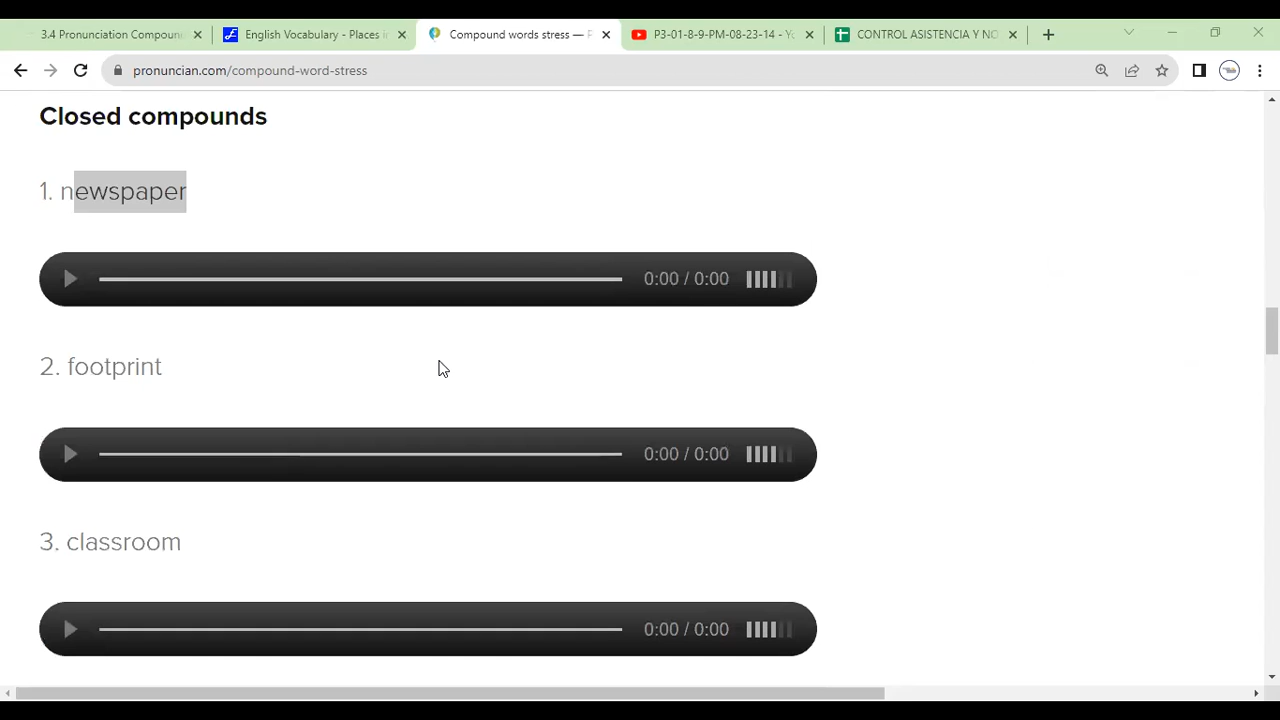 3.4 Pronunciation Compoun
English Vocabulary - Places i
Compound words stress —
P3-01-8-9-PM-08-23-14 - Y
CONTROL ASISTENCIA Y NO
pronuncian.com/compound-word-stress
Closed compounds
1. newspaper
0:00 / 0:00
2. footprint
0:00 / 0:00
3. classroom
0:00 / 0:00